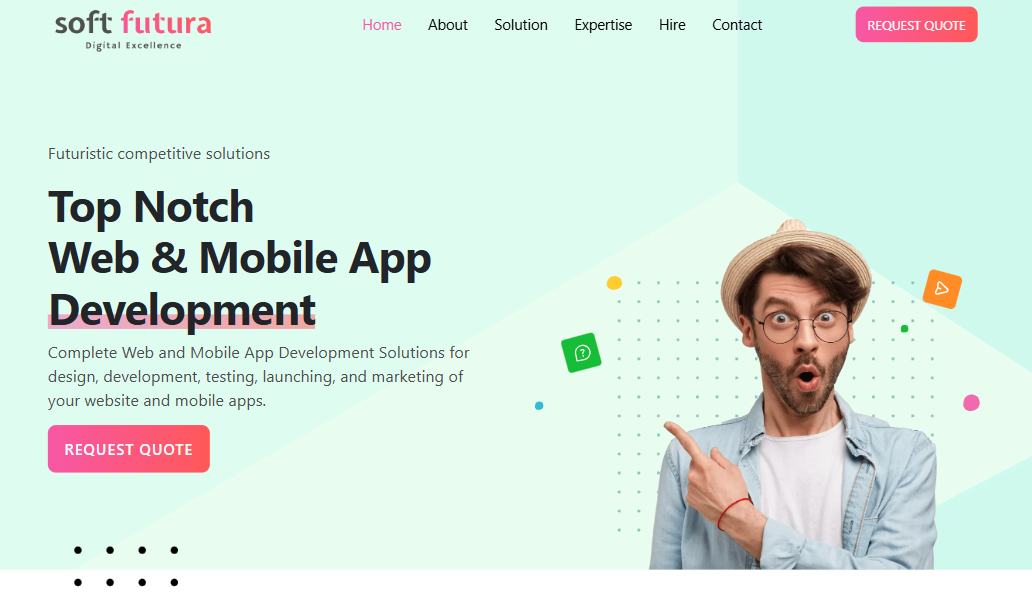 soft futura
Digital Excellence
Home About Solution Expertise Hire Contact
REQUEST QUOTE
Futuristic competitive solutions
Top Notch
Web & Mobile App
Development
Complete Web and Mobile App Development Solutions for
design, development, testing, launching, and marketing of
your website and mobile apps.
REQUEST QUOTE
?